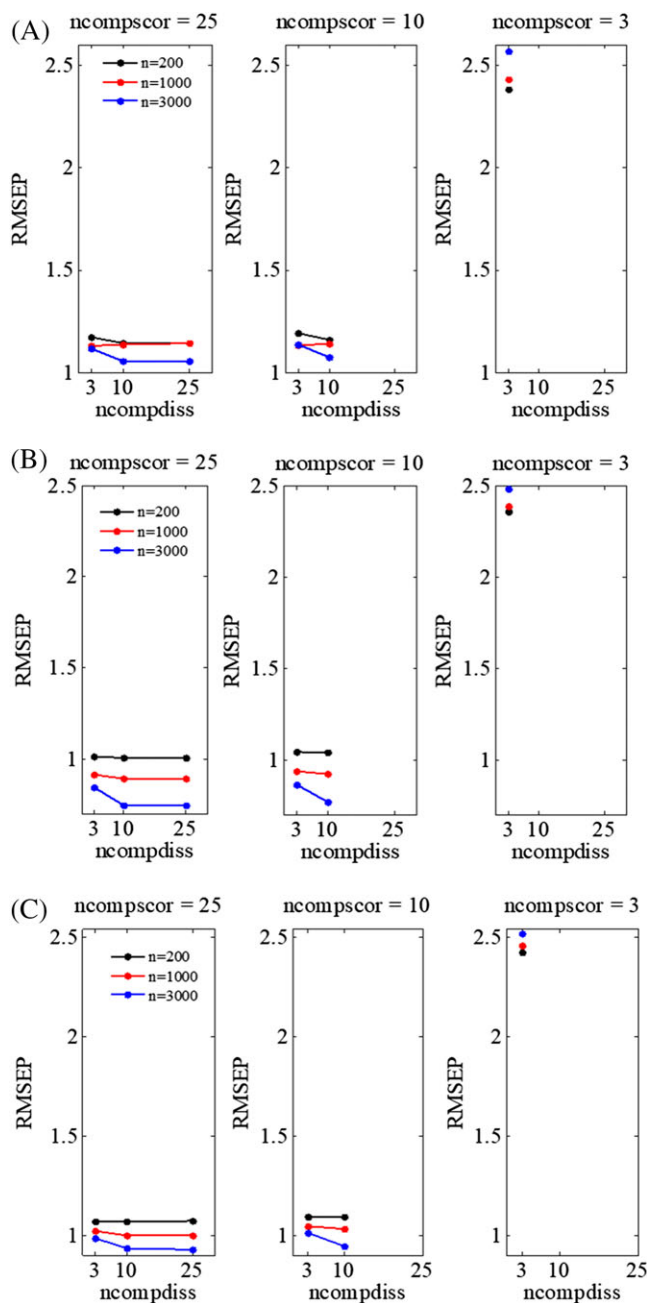 (A)
ncompscor = 25
ncompscor = 10
ncompscor = 3
2.5
2
1.5
1
RMSEP
n=200
n=1000
n=3000
3 10 25
ncompdiss
2.5
2
1.5
1
RMSEP
3 10 25
ncompdiss
2.5
2
1.5
1
RMSEP
3 10 25
ncompdiss
(B)
ncompscor = 25
ncompscor = 10
ncompscor = 3
2.5
2
1.5
1
RMSEP
n=200
n=1000
n=3000
3 10 25
ncompdiss
2.5
2
1.5
1
RMSEP
3 10 25
ncompdiss
2.5
2
1.5
1
RMSEP
3 10 25
ncompdiss
(C)
ncompscor = 25
ncompscor = 10
ncompscor = 3
2.5
2
1.5
1
RMSEP
n=200
n=1000
n=3000
3 10 25
ncompdiss
2.5
2
1.5
1
RMSEP
3 10 25
ncompdiss
2.5
2
1.5
1
RMSEP
3 10 25
ncompdiss